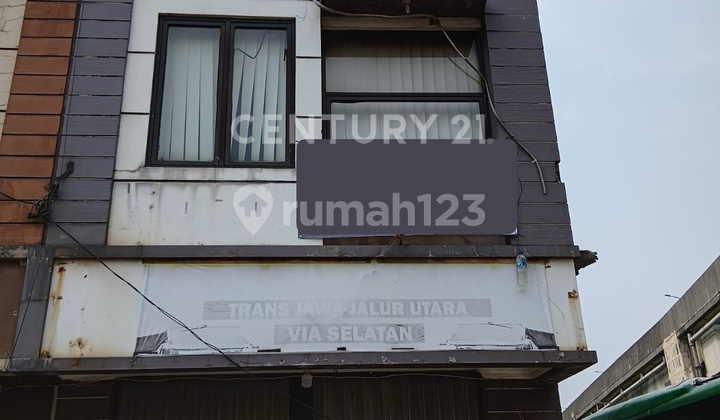 CENTURY 21.
rumah123
TRANS JAWA JALUR UTARA
VIA SELATAN